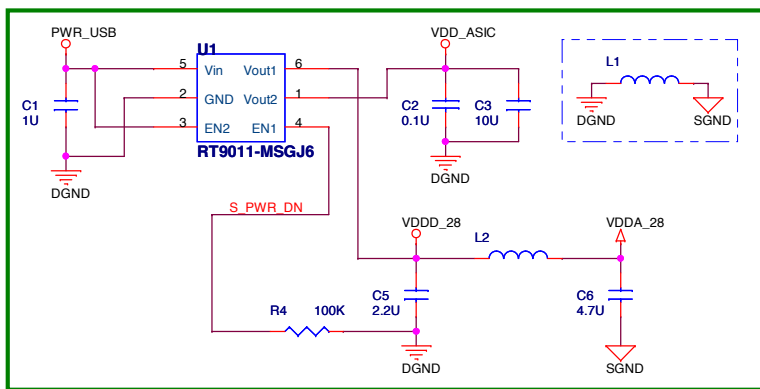 PWR_USB
U1
VDD_ASIC
L1
5 Vin Vout1 6
2 GND Vout2 1
3 EN2 EN1 4
C1
1U
C2
0.1U
C3
10U
DGND
SGND
RT9011-MSGJ6
DGND
DGND
S_PWR_DN
VDDD_28
L2
VDDA_28
C5
2.2U
C6
4.7U
R4 100K
DGND
SGND